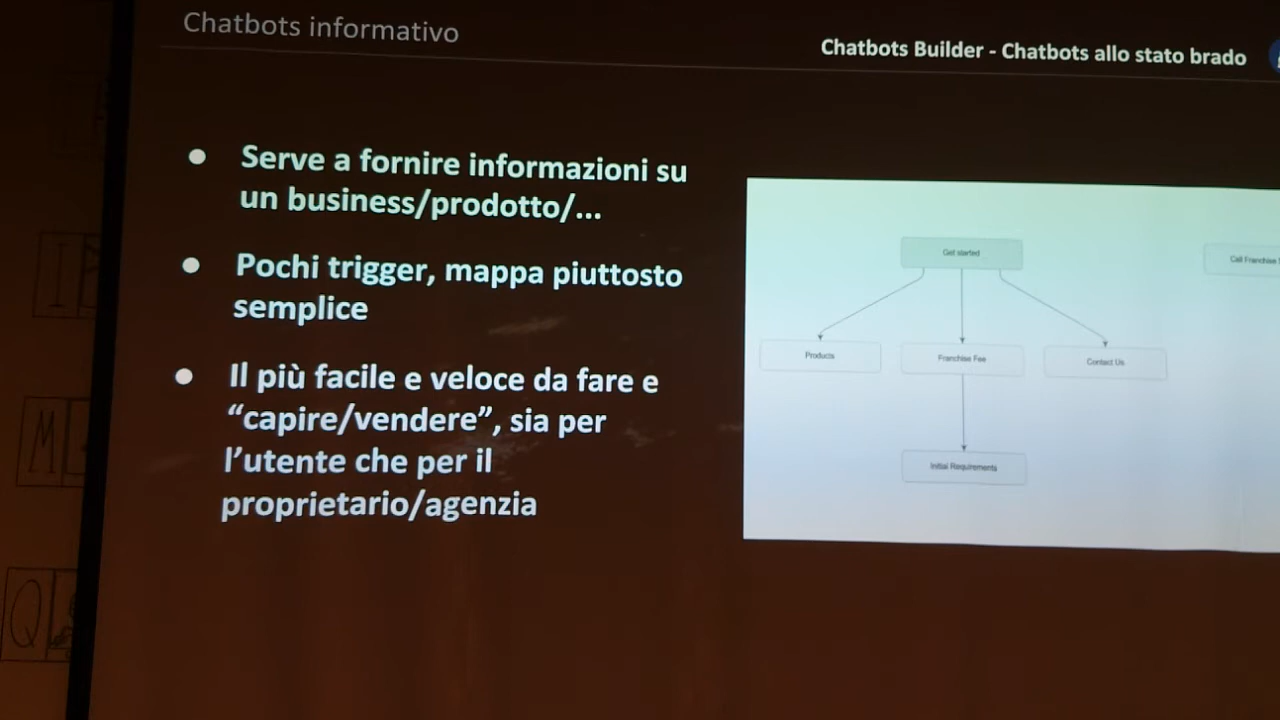 Chatbots informativo
Chatbots Builder - Chatbots allo stato brado
● Serve a fornire informazioni su
un business/prodotto/...
● Pochi trigger, mappa piuttosto
semplice
● Il più facile e veloce da fare e
“capire/vendere”, sia per
l’utente che per il
proprietario/agenzia
Get started
Call Franchise
Products
Franchise Fee
Contact Us
Initial Requirements
I
M
Q